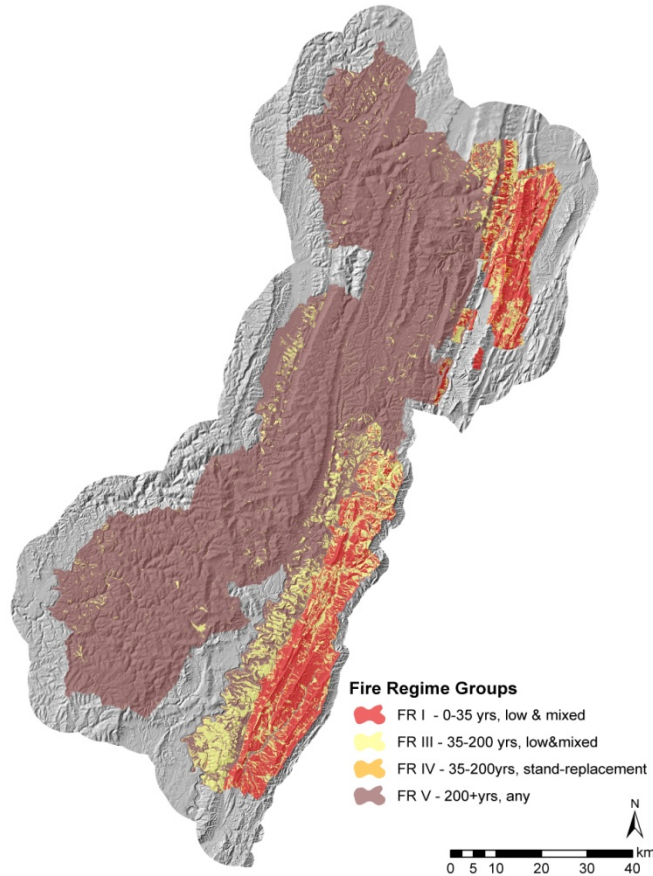 Fire Regime Groups
FR I - 0-35 yrs, low & mixed
FR III - 35-200 yrs, low&mixed
FR IV - 35-200yrs, stand-replacement
FR V - 200+yrs, any
N
km
0 5 10 20 30 40